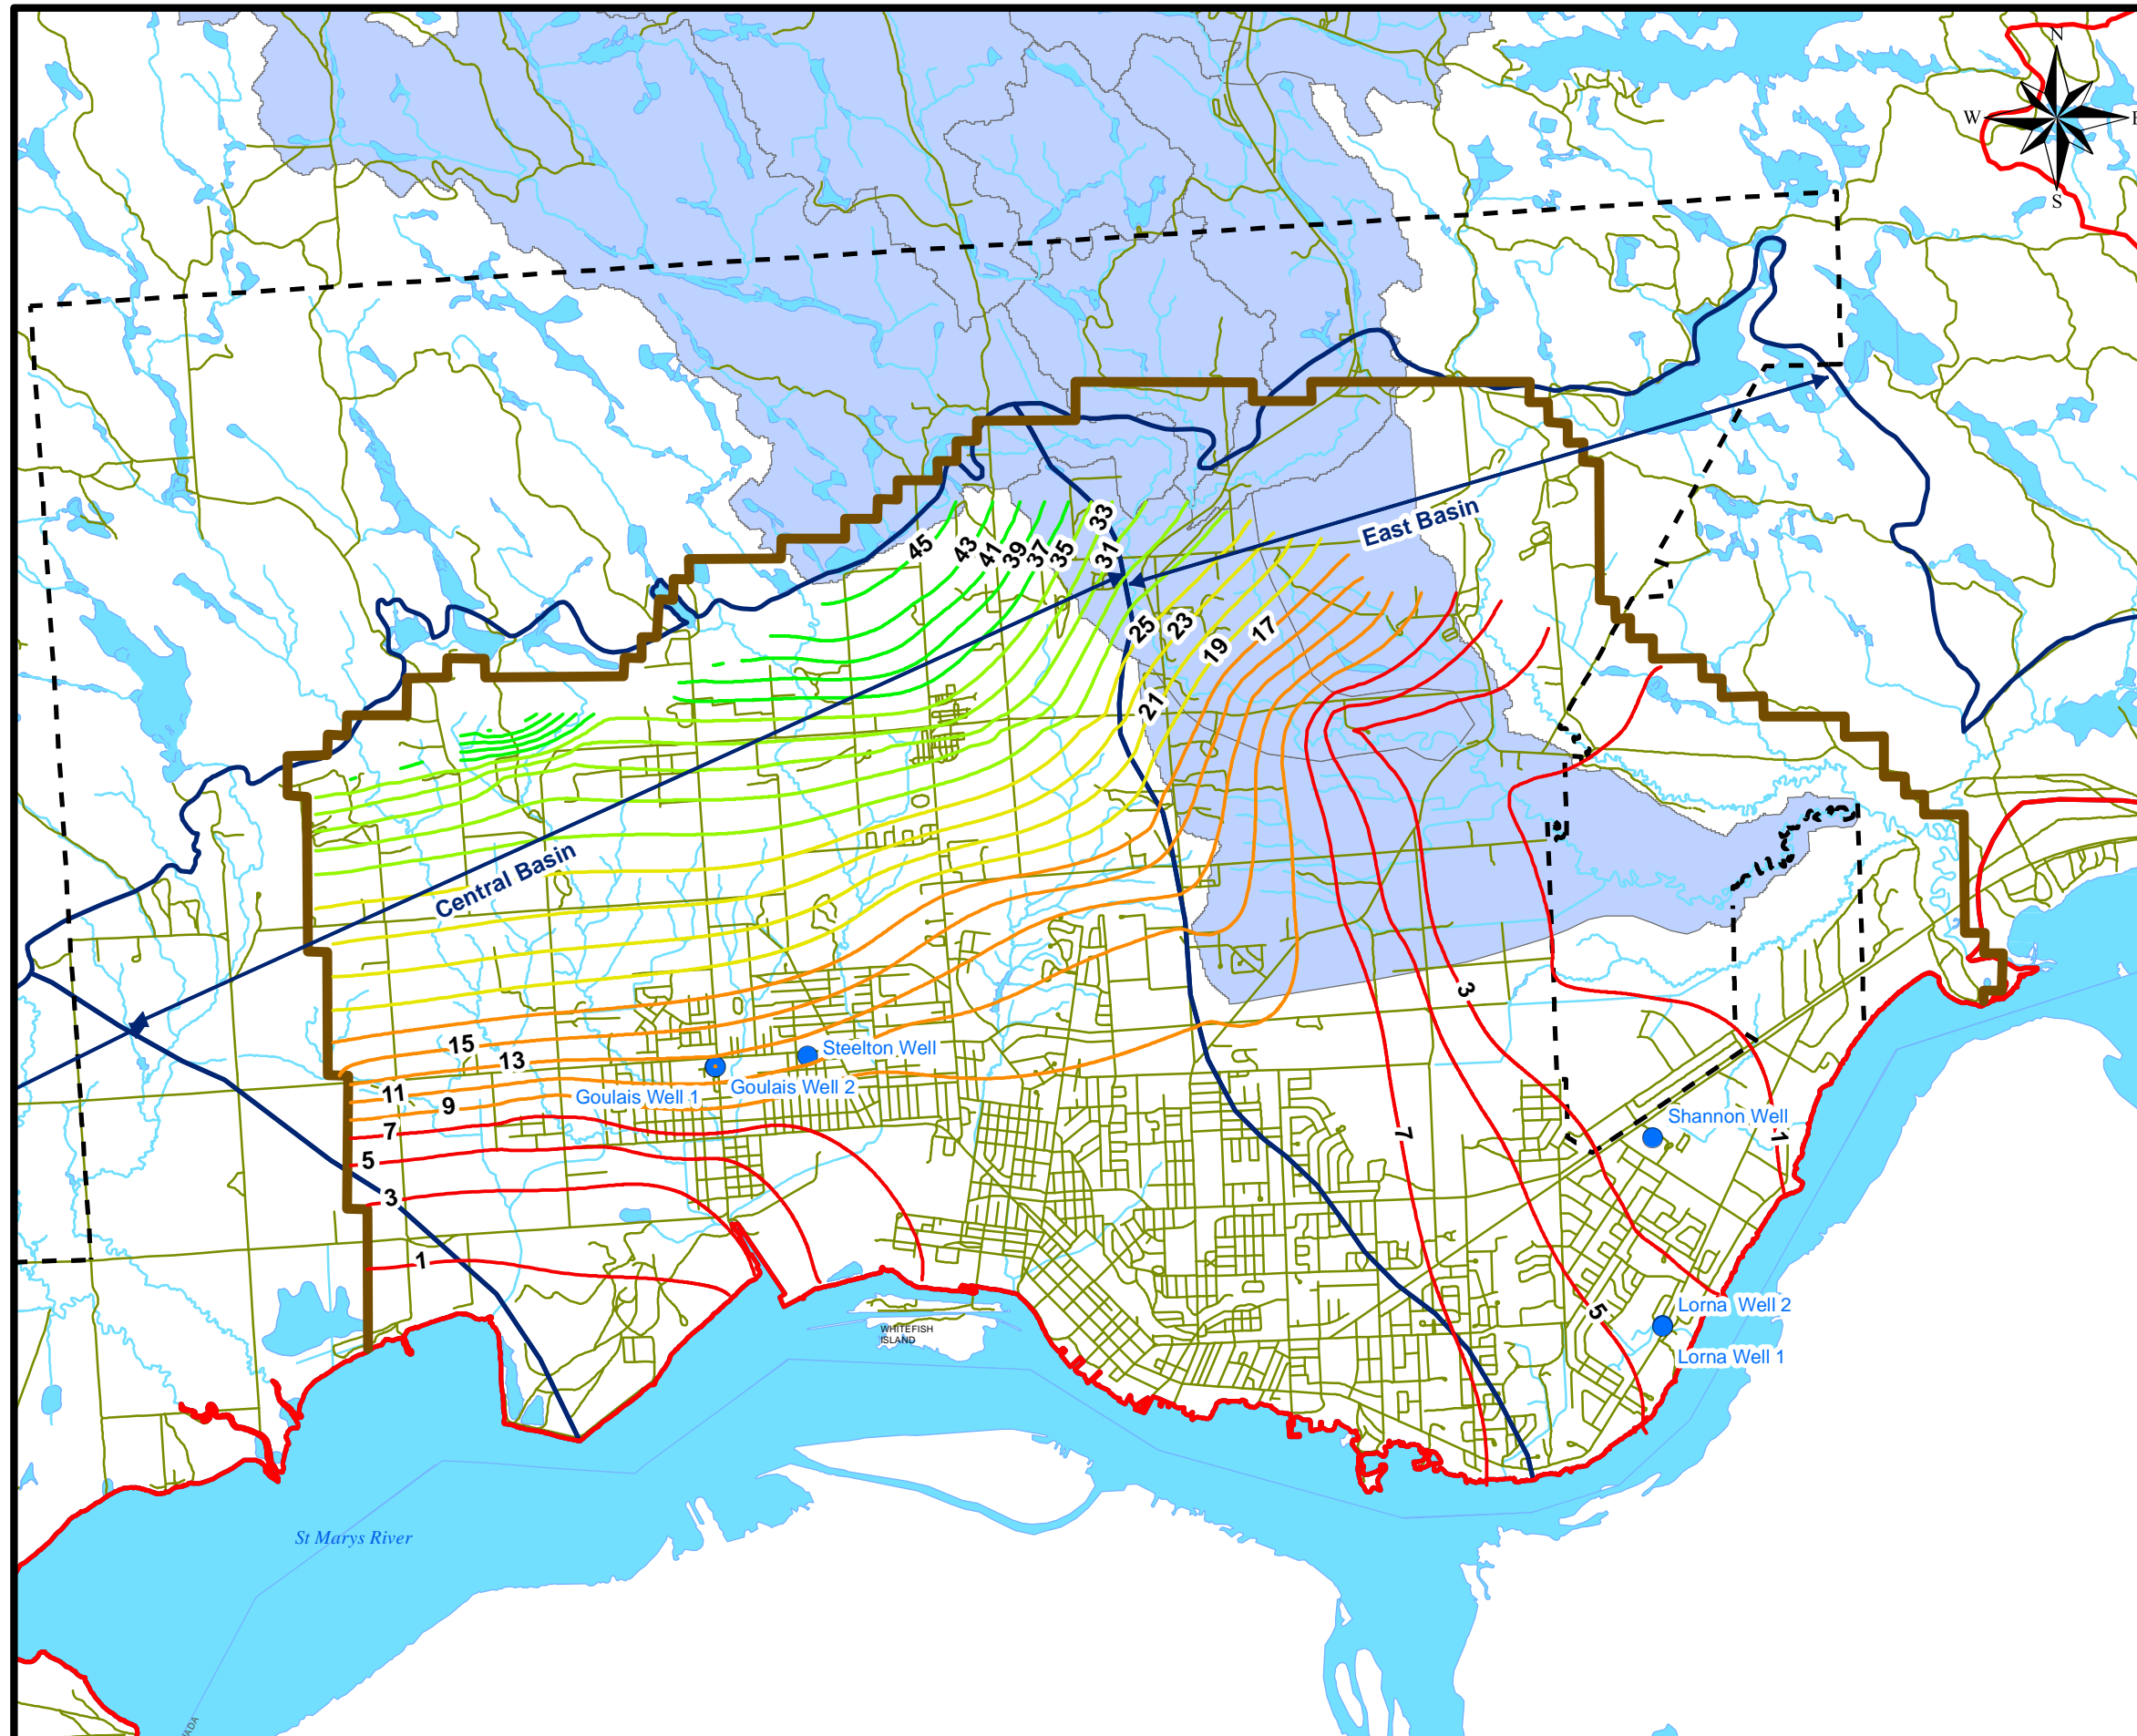 N
W
E
S
33
45
43
41
39
37
35
31
East Basin
25
23
17
19
21
Central Basin
3
15
13
Steelton Well
11
Goulais Well 1
Goulais Well 2
9
7
7
Shannon Well
1
5
3
1
Lorna Well 2
5
WHITEFISH
ISLAND
Lorna Well 1
St Marys River